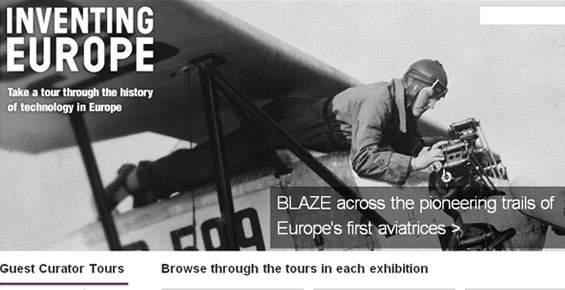 INVENTING
EUROPE
Take a tour through the history
of technology in Europe
BLAZE across the pioneering trails of
Europe's first aviatrices >
Guest Curator Tours
Browse through the tours in each exhibition